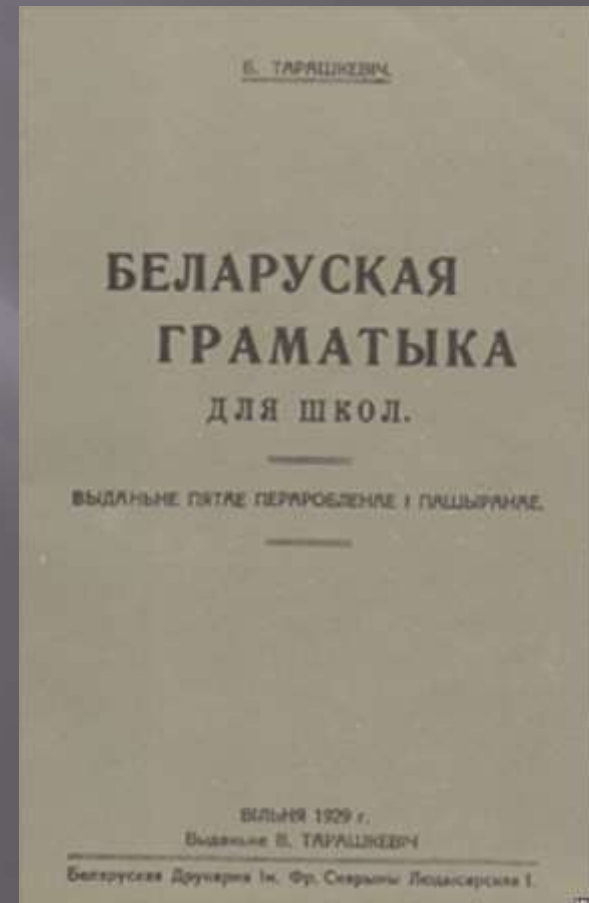 Б. ТАРАШКЕВІЧ.
БЕЛАРУСКАЯ
ГРАМАТЫКА
ДЛЯ ШКОЛ.
ВЫДАНЬНЕ ПЯТАЕ ПЕРАРОБЛЕНАЕ І ПАШЫРАНАЕ.
ВІЛЬНЯ 1929 г.
Выданьне Б. ТАРАШКЕВІЧ
Беларуская Друкарня Ім. Фр. Скарыны Людвісарская 1.